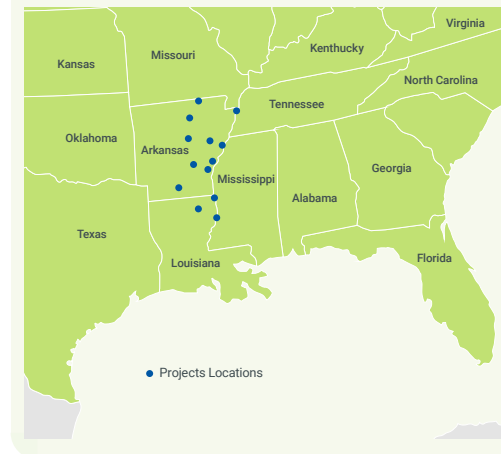 Virginia
Kenthucky
Missouri
Kansas
North Carolina
Tennessee
Oklahoma
Arkansas
Georgia
Mississippi
Alabama
Texas
Florida
Louisiana
Projects Locations